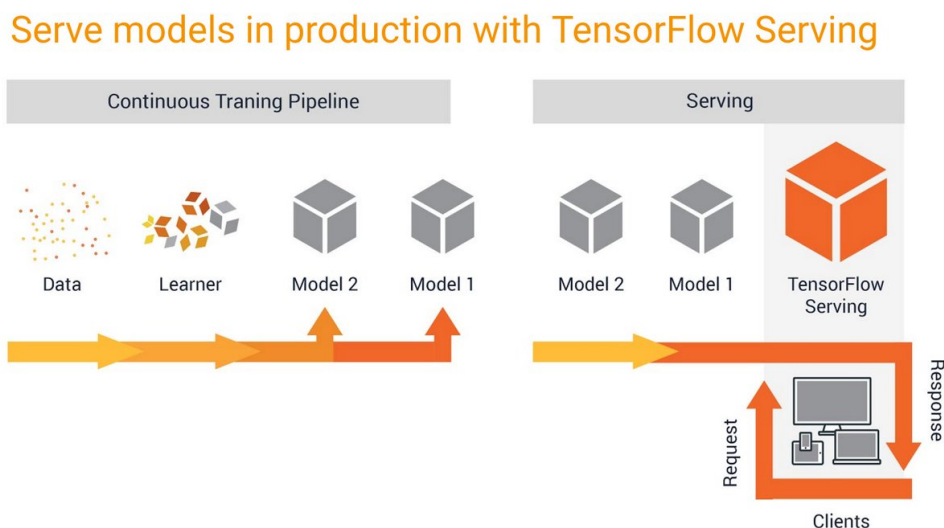 Serve models in production with TensorFlow Serving
Continuous Traning Pipeline
Serving
Data
Learner
Model 2
Model 1
Model 2
Model 1
TensorFlow
Serving
Response
Request
Clients